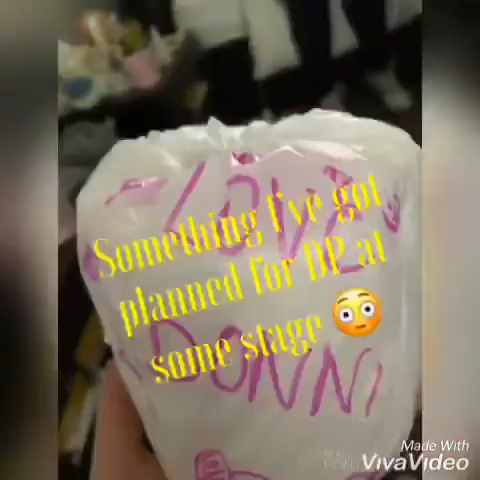 LOVE
Something I've got
planned for DP at
some stage 😳
DONNI
Made With
VivaVideo